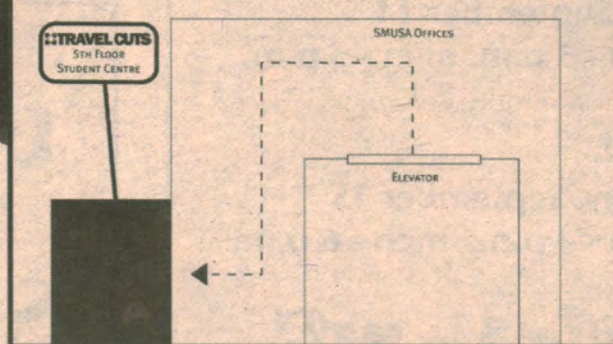 TRAVEL CUTS
5TH FLOOR
STUDENT CENTRE
SMUSA OFFICES
ELEVATOR